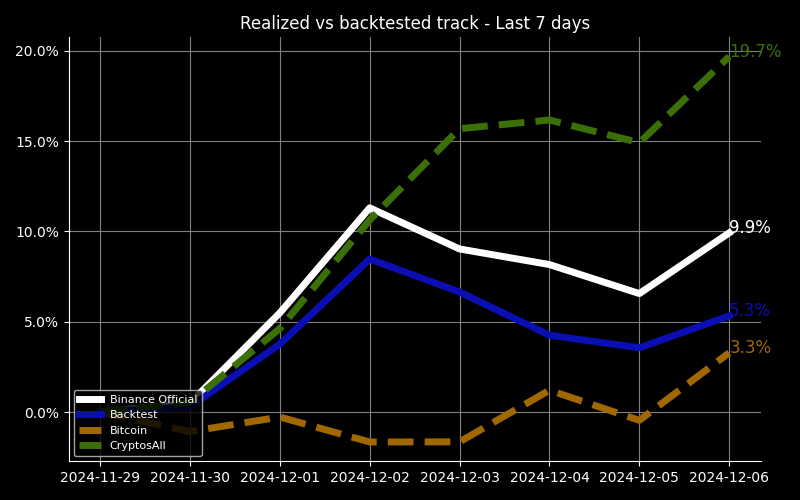 Realized vs backtested track - Last 7 days
20.0%
19.7%
15.0%
10.0%
9.9%
5.0%
5.3%
3.3%
0.0%
Binance Official
Backtest
Bitcoin
CryptosAll
2024-11-29 2024-11-30 2024-12-01 2024-12-02 2024-12-03 2024-12-04 2024-12-05 2024-12-06